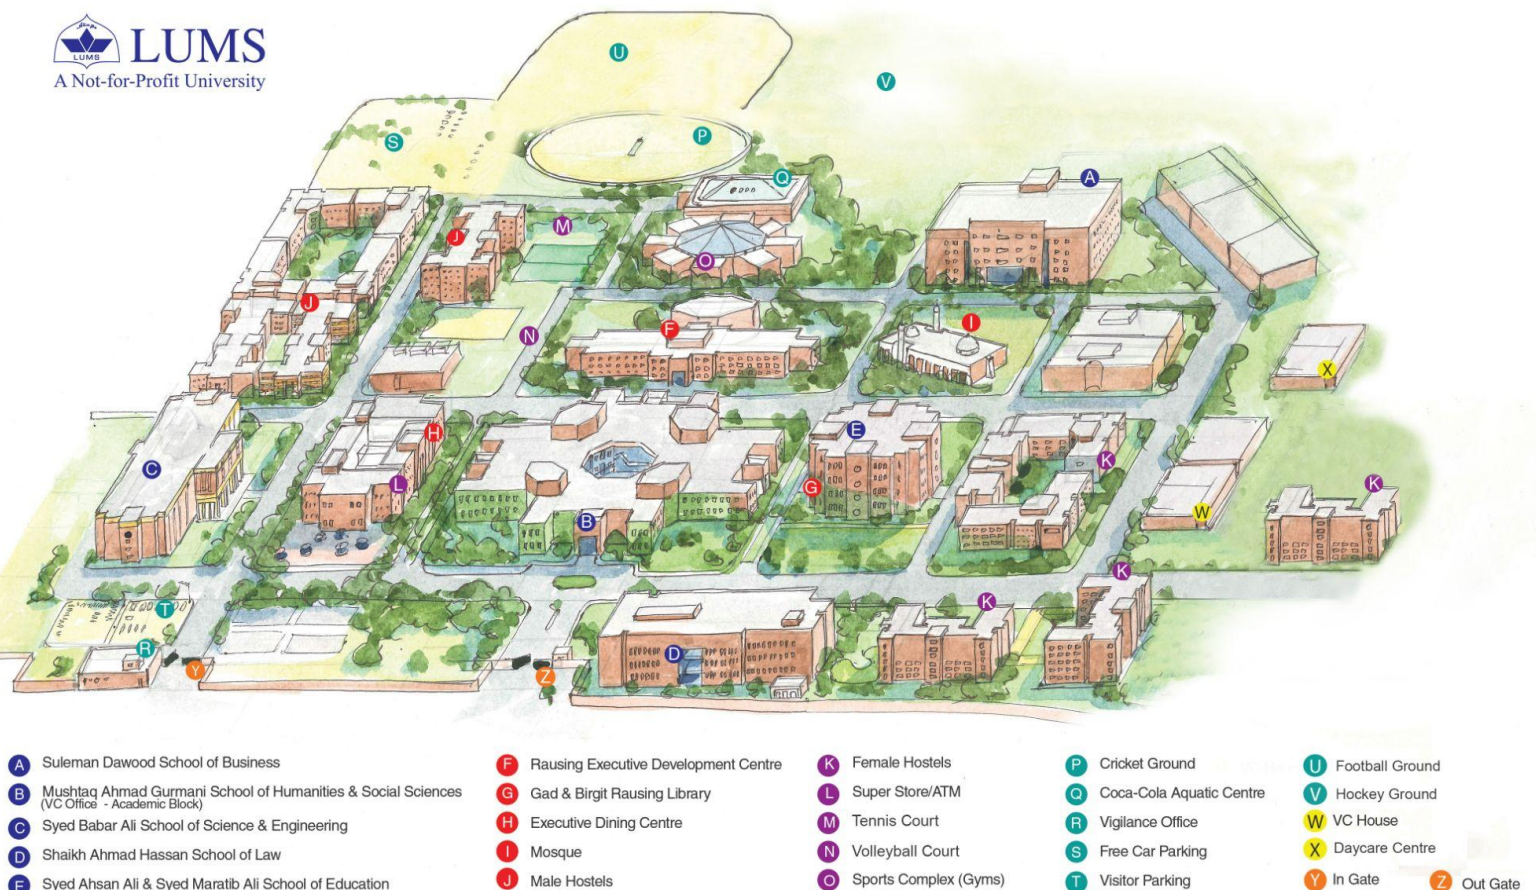 LUMS
LUMS
A Not-for-Profit University
U
V
P
S
Q
A
M
J
O
J
I
F
N
X
E
H
K
C
L
G
K
W
B
K
K
T
R
D
Y
Z
A Suleman Dawood School of Business
B Mushtaq Ahmad Gurmani School of Humanities & Social Sciences
(VC Office - Academic Block)
C Syed Babar Ali School of Science & Engineering
D Shaikh Ahmad Hassan School of Law
E Syed Ahsan Ali & Syed Maratib Ali School of Education
F Rausing Executive Development Centre
G Gad & Birgit Rausing Library
H Executive Dining Centre
I Mosque
J Male Hostels
K Female Hostels
L Super Store/ATM
M Tennis Court
N Volleyball Court
O Sports Complex (Gyms)
P Cricket Ground
Q Coca-Cola Aquatic Centre
R Vigilance Office
S Free Car Parking
T Visitor Parking
U Football Ground
V Hockey Ground
W VC House
X Daycare Centre
Y In Gate
Z Out Gate